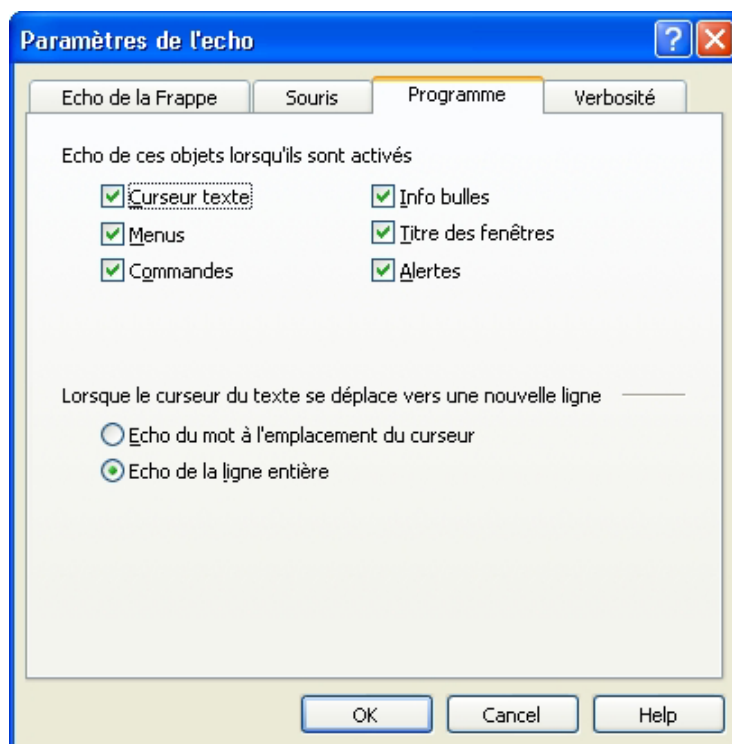 Paramètres de l'echo
Echo de la Frappe Souris Programme Verbosité
Echo de ces objets lorsqu'ils sont activés
Curseur texte Info bulles
Menus Titre des fenêtres
Commandes Alertes
Lorsque le curseur du texte se déplace vers une nouvelle ligne
Echo du mot à l'emplacement du curseur
Echo de la ligne entière
OK Cancel Help